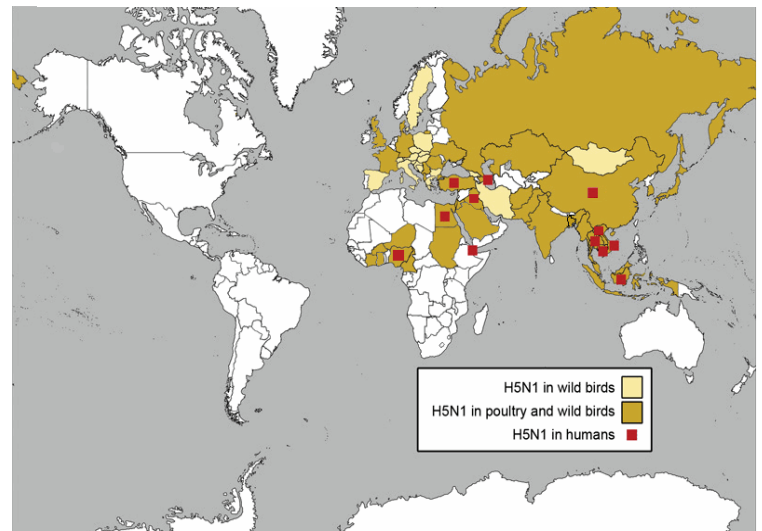 H5N1 in wild birds
H5N1 in poultry and wild birds
H5N1 in humans